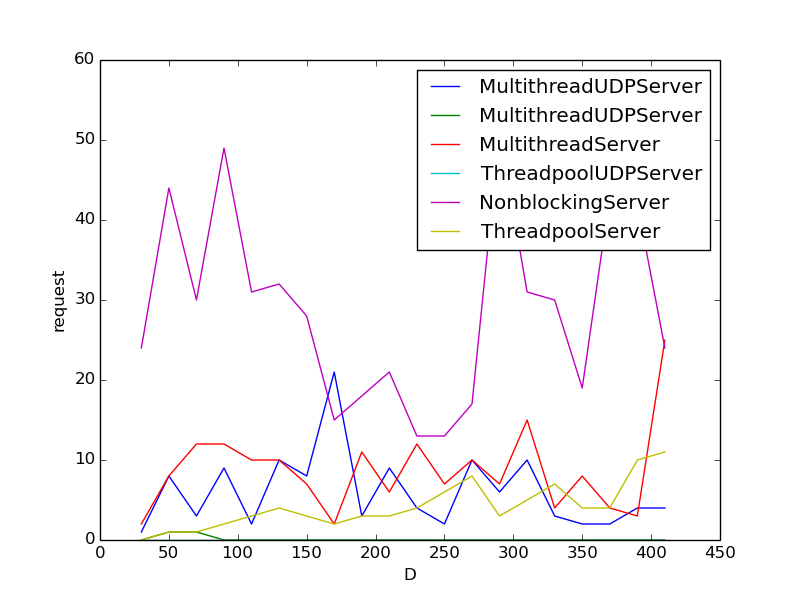 60
50
40
30
20
10
0
request
MultithreadUDPServer
MultithreadUDPServer
MultithreadServer
ThreadpoolUDPServer
NonblockingServer
ThreadpoolServer
0 50 100 150 200 250 300 350 400 450
D